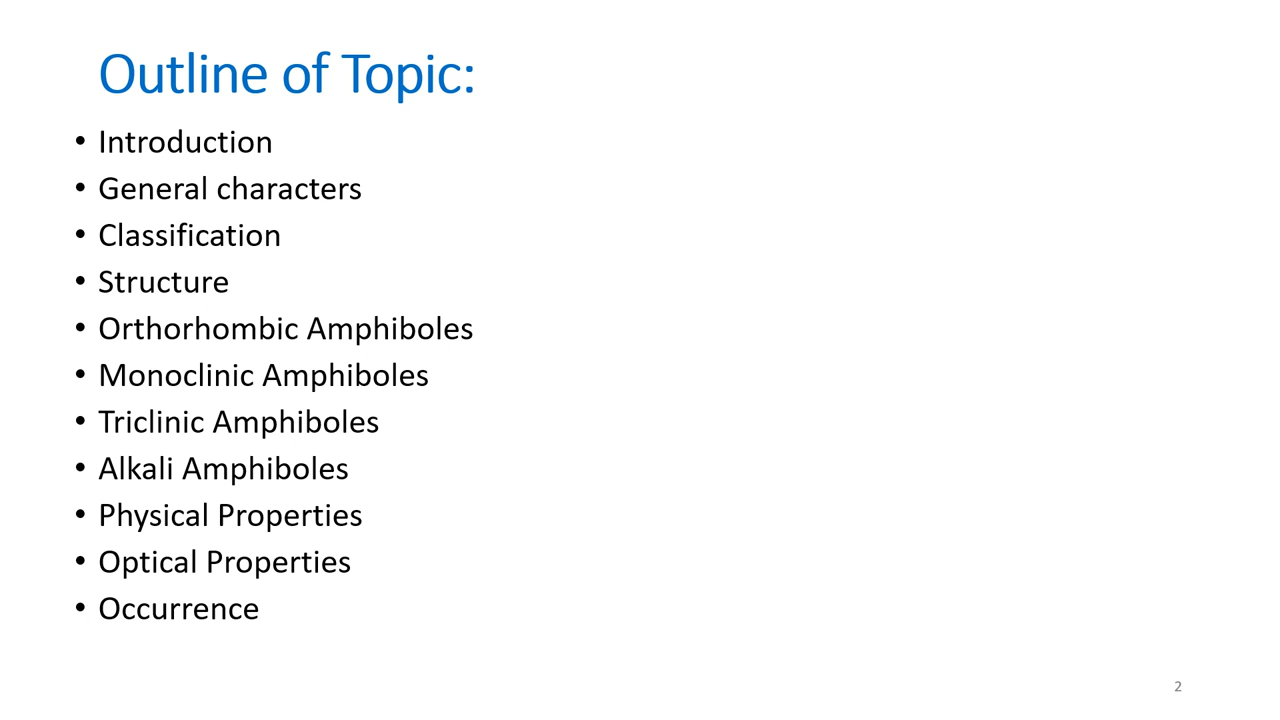 Outline of Topic:
• Introduction
• General characters
• Classification
• Structure
• Orthorhombic Amphiboles
• Monoclinic Amphiboles
• Triclinic Amphiboles
• Alkali Amphiboles
• Physical Properties
• Optical Properties
• Occurrence
2